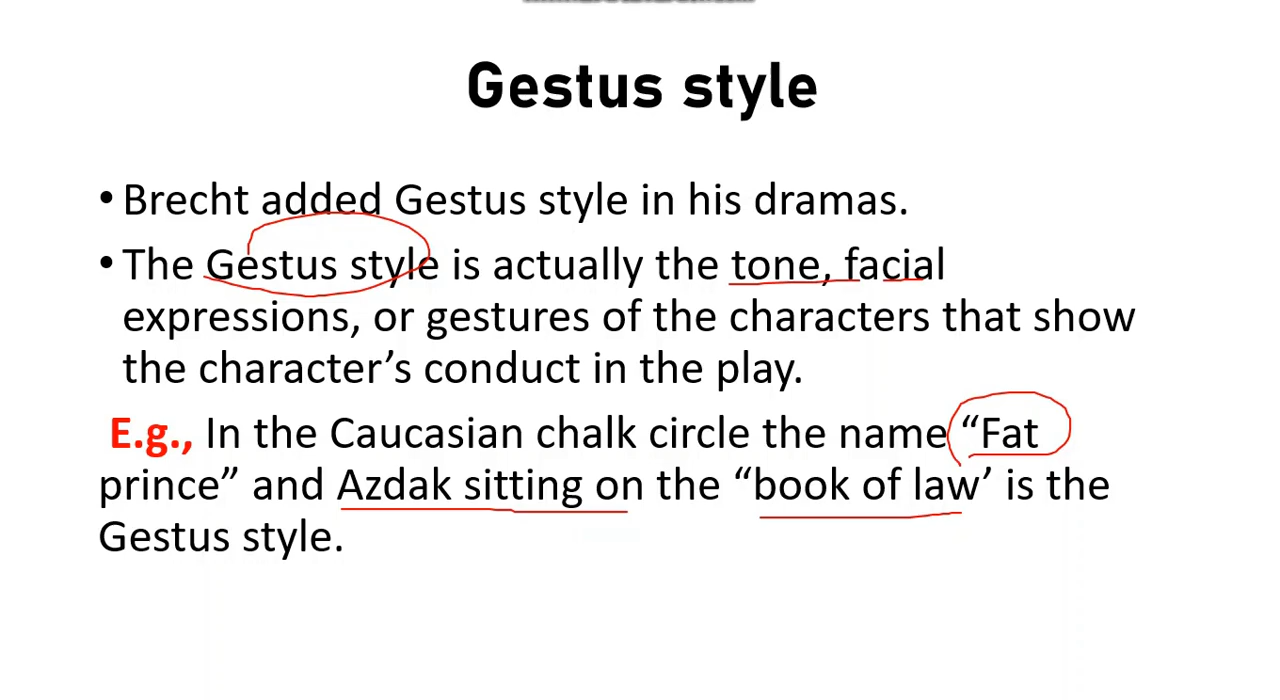 Gestus style
• Brecht added Gestus style in his dramas.
• The Gestus style is actually the tone, facial
expressions, or gestures of the characters that show
the character’s conduct in the play.
E.g., In the Caucasian chalk circle the name “Fat
prince” and Azdak sitting on the “book of law’ is the
Gestus style.